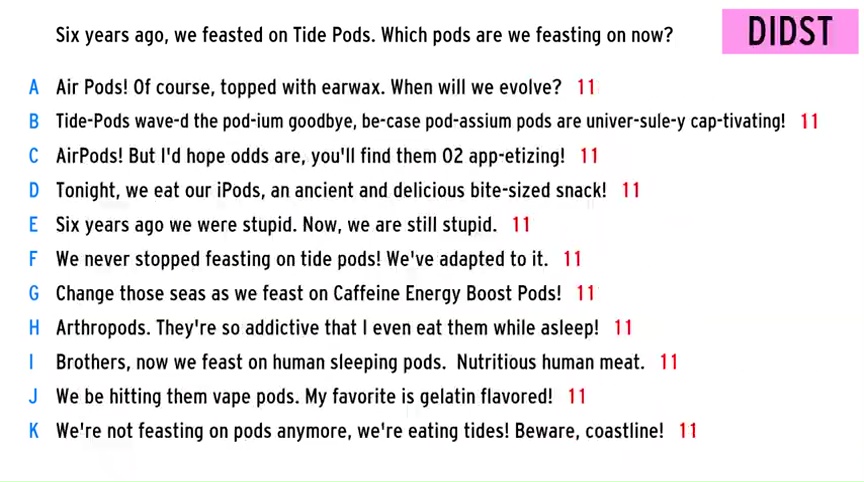 Six years ago, we feasted on Tide Pods. Which pods are we feasting on now?
DIDST
A Air Pods! Of course, topped with earwax. When will we evolve? 11
B Tide-Pods wave-d the pod-ium goodbye, be-case pod-assium pods are univer-sule-y cap-tivating! 11
C AirPods! But I'd hope odds are, you'll find them O2 app-etizing! 11
D Tonight, we eat our iPods, an ancient and delicious bite-sized snack! 11
E Six years ago we were stupid. Now, we are still stupid. 11
F We never stopped feasting on tide pods! We've adapted to it. 11
G Change those seas as we feast on Caffeine Energy Boost Pods! 11
H Arthropods. They're so addictive that I even eat them while asleep! 11
I Brothers, now we feast on human sleeping pods. Nutritious human meat. 11
J We be hitting them vape pods. My favorite is gelatin flavored! 11
K We're not feasting on pods anymore, we're eating tides! Beware, coastline! 11